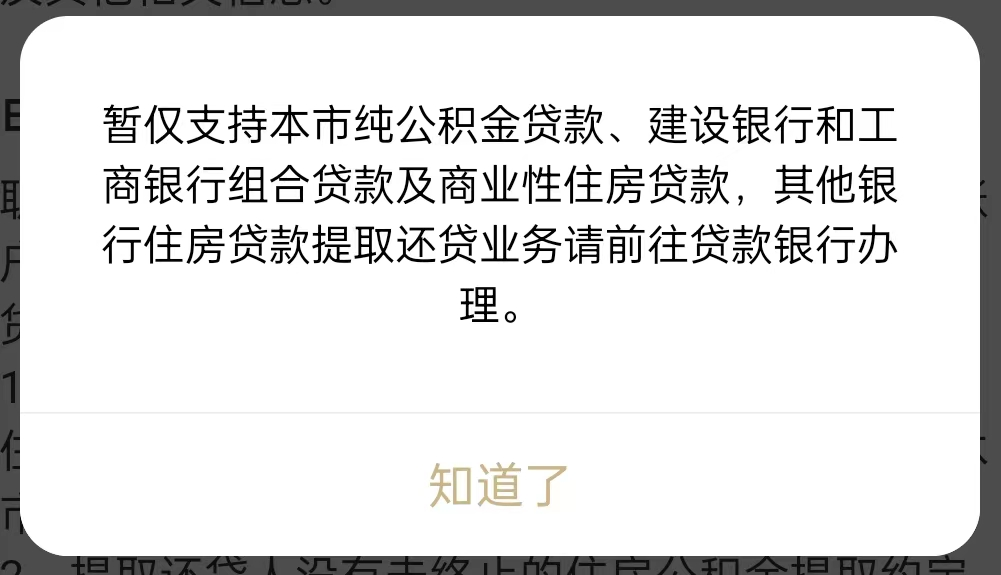 暂仅支持本市纯公积金贷款、建设银行和工
商银行组合贷款及商业性住房贷款，其他银
行住房贷款提取还贷业务请前往贷款银行办
理。
知道了